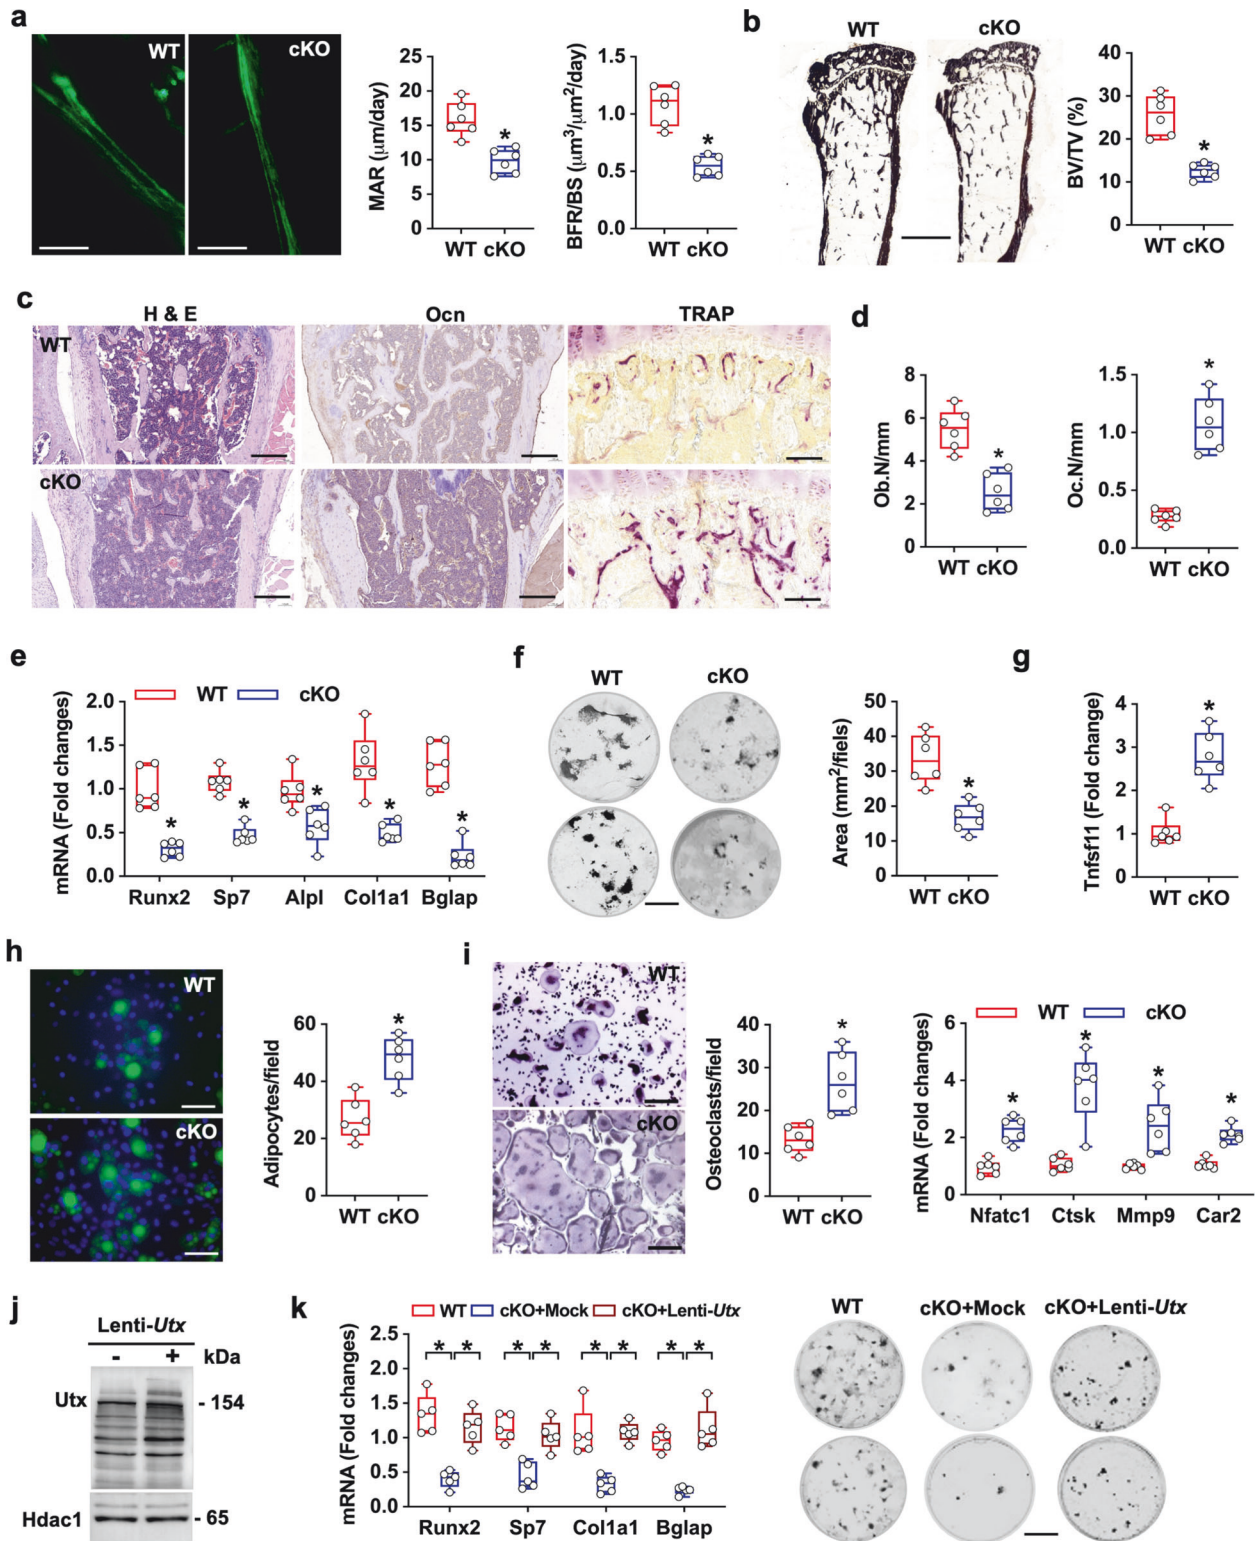 a
WT
cKO
25
20
15
10
5
0
MAR (μm/day)
*
WT cKO
1.5
1.0
0.5
0.0
BFR/BS (μm³/μm²/day)
*
WT cKO
b
WT
cKO
40
30
20
10
0
BV/TV (%)
*
WT cKO
c
H & E
Ocn
TRAP
WT
cKO
d
8
6
4
2
0
Ob.N/mm
*
WT cKO
1.5
1.0
0.5
0.0
Oc.N/mm
*
WT cKO
e
WT
cKO
2.0
1.5
1.0
0.5
0.0
mRNA (Fold changes)
* * * * *
Runx2 Sp7 Alpl Col1a1 Bglap
f
WT
cKO
50
40
30
20
10
0
Area (mm²/fiels)
*
WT cKO
g
4
3
2
1
0
Tnfsf11 (Fold change)
*
WT cKO
h
WT
cKO
60
40
20
0
Adipocytes/field
*
WT cKO
i
WT
cKO
40
30
20
10
0
Osteoclasts/field
*
WT cKO
WT
cKO
6
4
2
0
mRNA (Fold changes)
* * * *
Nfatc1 Ctsk Mmp9 Car2
j
Lenti-Utx
- + kDa
Utx - 154
Hdac1 - 65
k
WT cKO+Mock cKO+Lenti-Utx
2.5
2.0
1.5
1.0
0.5
0.0
mRNA (Fold changes)
* * * * * * * *
Runx2 Sp7 Col1a1 Bglap
WT cKO+Mock cKO+Lenti-Utx